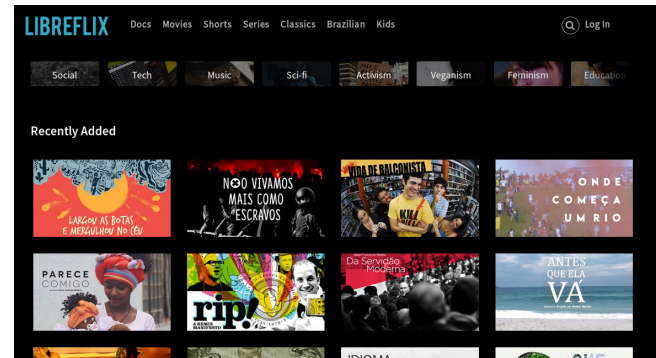 LIBREFLIX
Docs Movies Shorts Series Classics Brazilian Kids
Log In
Social Tech Music Sci-fi Activism Veganism Feminism Education
Recently Added
LARGOU AS BOTAS
E MERGULHOU NO CÉU
NÃO VIVAMOS
MAIS COMO
ESCRAVOS
VIDA DE BALCONISTA
KILL
ONDE
COMEÇA
UM RIO
PARECE
COMIGO
rip!
A REMIX
MANIFESTO
Da Servidão
Moderna
ANTES
QUE ELA
VÁ
IDIOMA